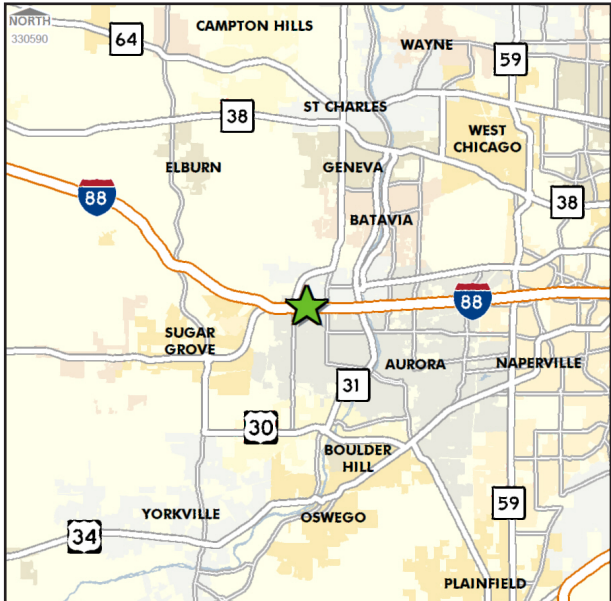 NORTH
330590
CAMPTON HILLS
64
WAYNE
59
38
ST CHARLES
WEST
CHICAGO
ELBURN
GENEVA
88
38
BATAVIA
88
SUGAR
GROVE
AURORA
NAPERVILLE
31
30
BOULDER
HILL
YORKVILLE
OSWEGO
59
34
PLAINFIELD